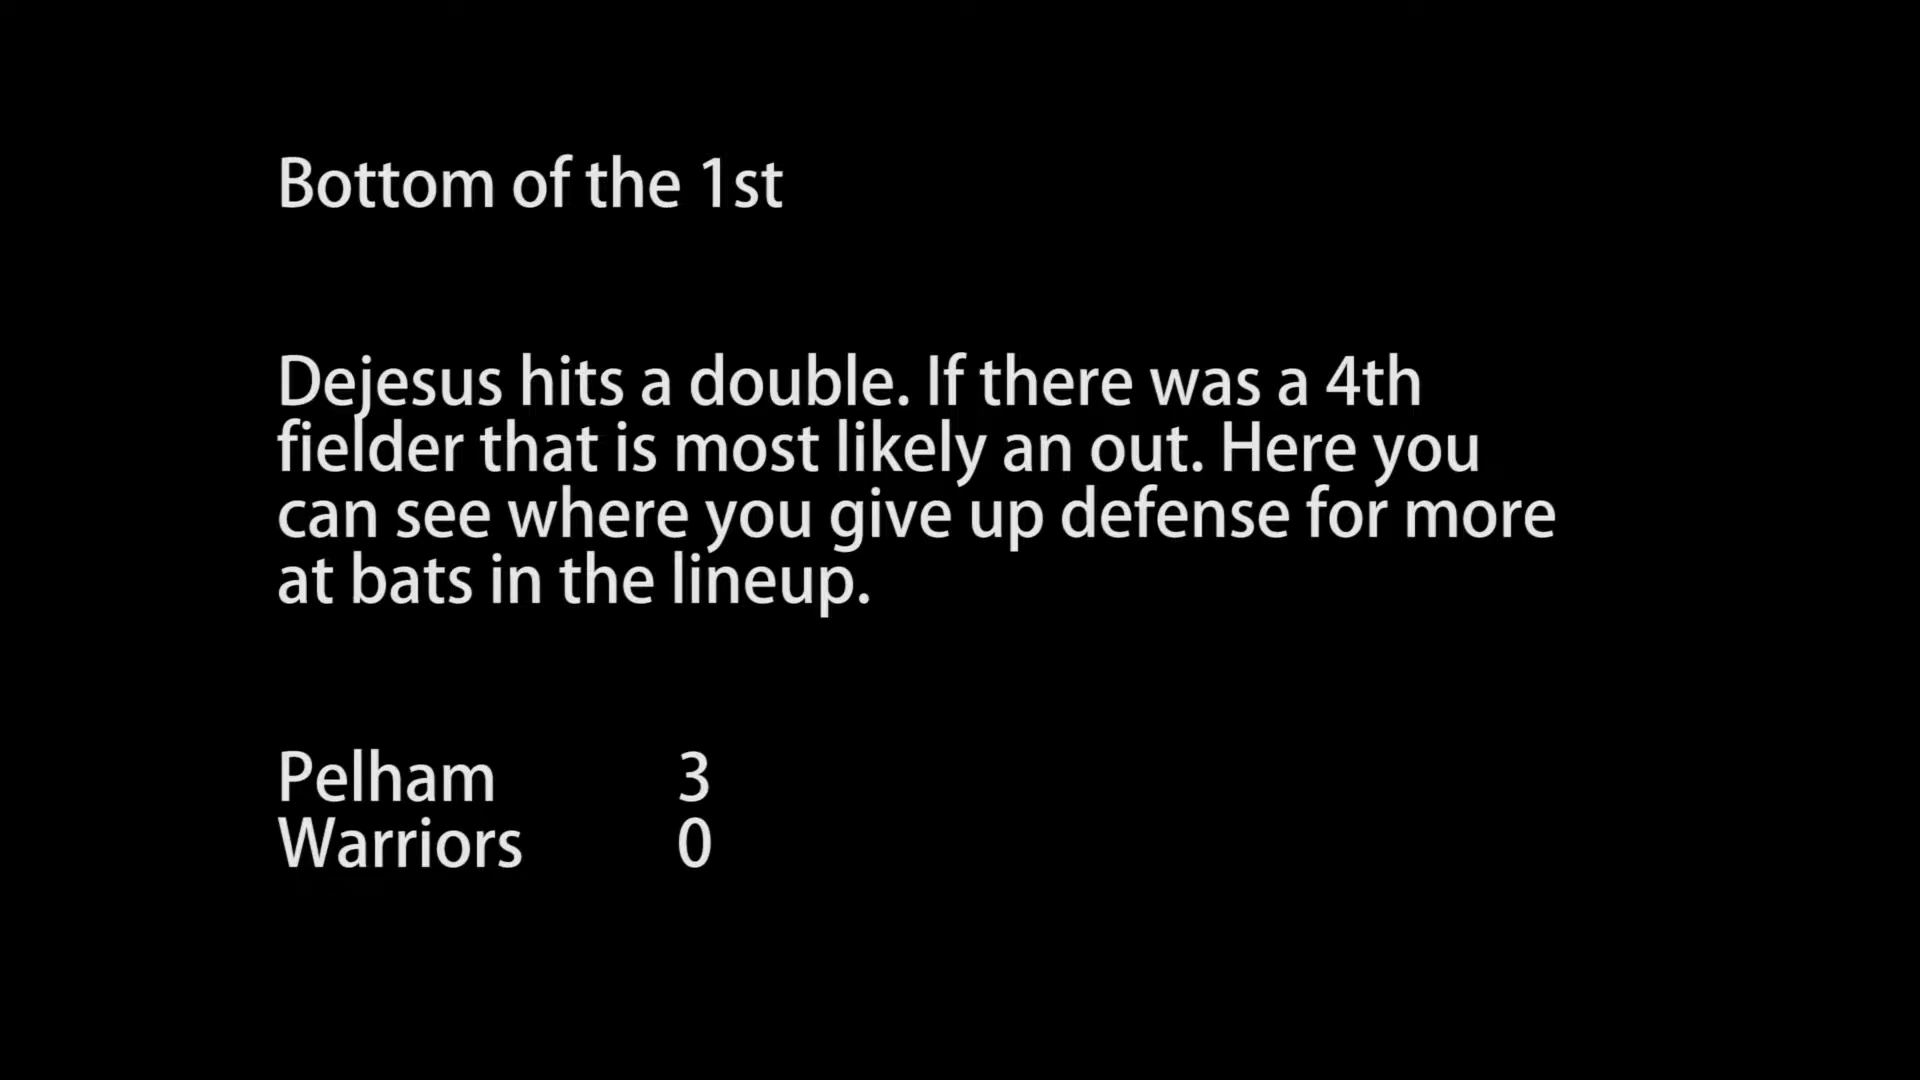 Bottom of the 1st
Dejesus hits a double. If there was a 4th
fielder that is most likely an out. Here you
can see where you give up defense for more
at bats in the lineup.
Pelham 3
Warriors 0